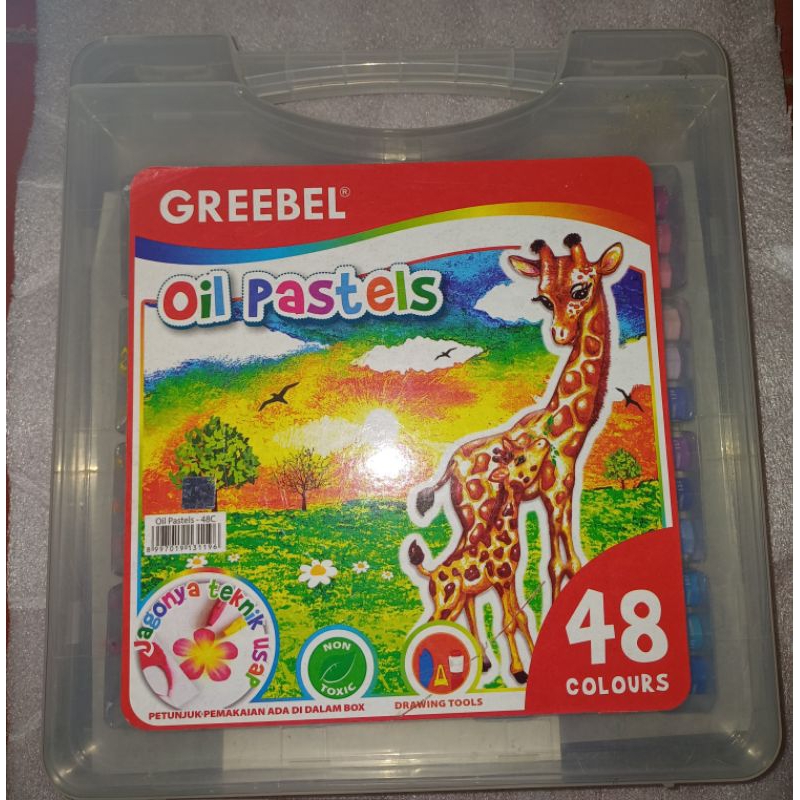 GREEBEL®
Oil Pastels
Oil Pastels - 48C
8997019131196
Jagonya teknik usap
NON
TOXIC
48
COLOURS
PETUNJUK PEMAKAIAN ADA DI DALAM BOX
DRAWING TOOLS